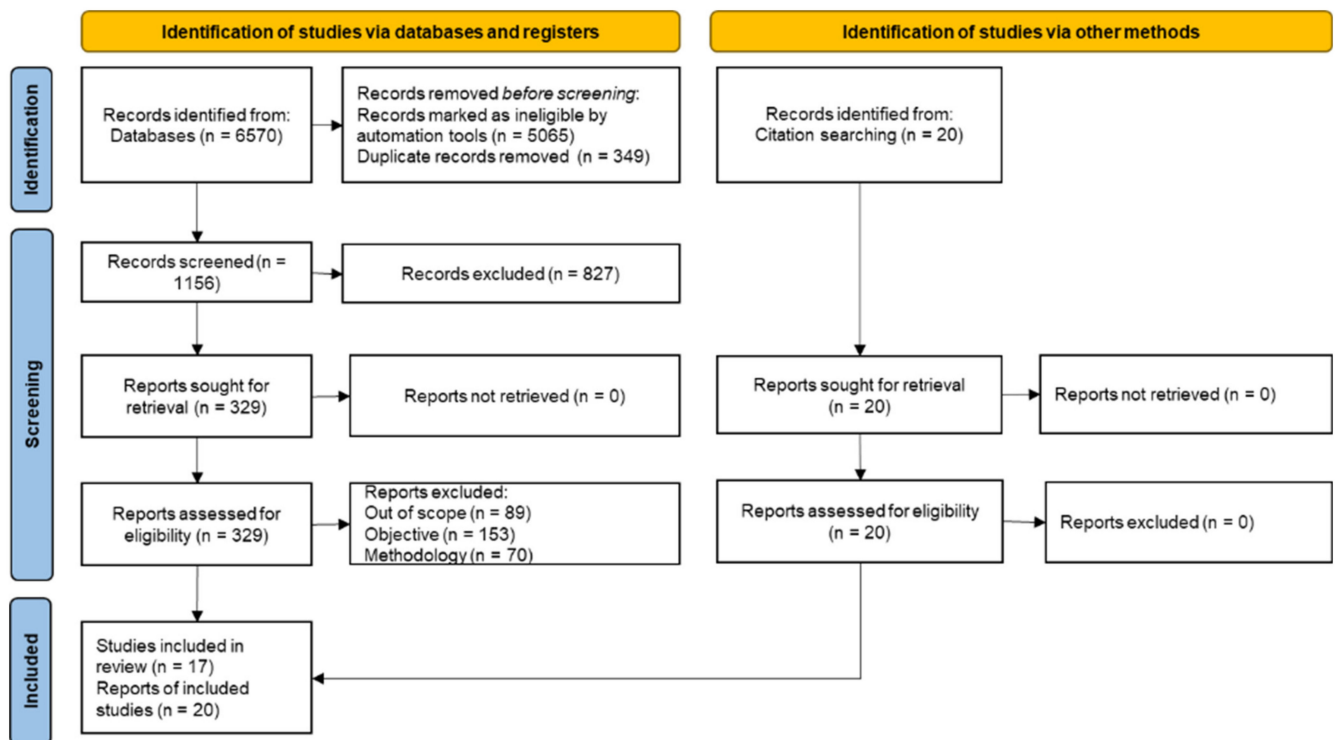 Identification of studies via databases and registers
Identification of studies via other methods
Identification
Records identified from:
Databases (n = 6570)
Records removed before screening:
Records marked as ineligible by
automation tools (n = 5065)
Duplicate records removed (n = 349)
Records identified from:
Citation searching (n = 20)
Screening
Records screened (n =
1156)
Records excluded (n = 827)
Reports sought for
retrieval (n = 329)
Reports not retrieved (n = 0)
Reports sought for retrieval
(n = 20)
Reports not retrieved (n = 0)
Reports assessed for
eligibility (n = 329)
Reports excluded:
Out of scope (n = 89)
Objective (n = 153)
Methodology (n = 70)
Reports assessed for eligibility
(n = 20)
Reports excluded (n = 0)
Included
Studies included in
review (n = 17)
Reports of included
studies (n = 20)